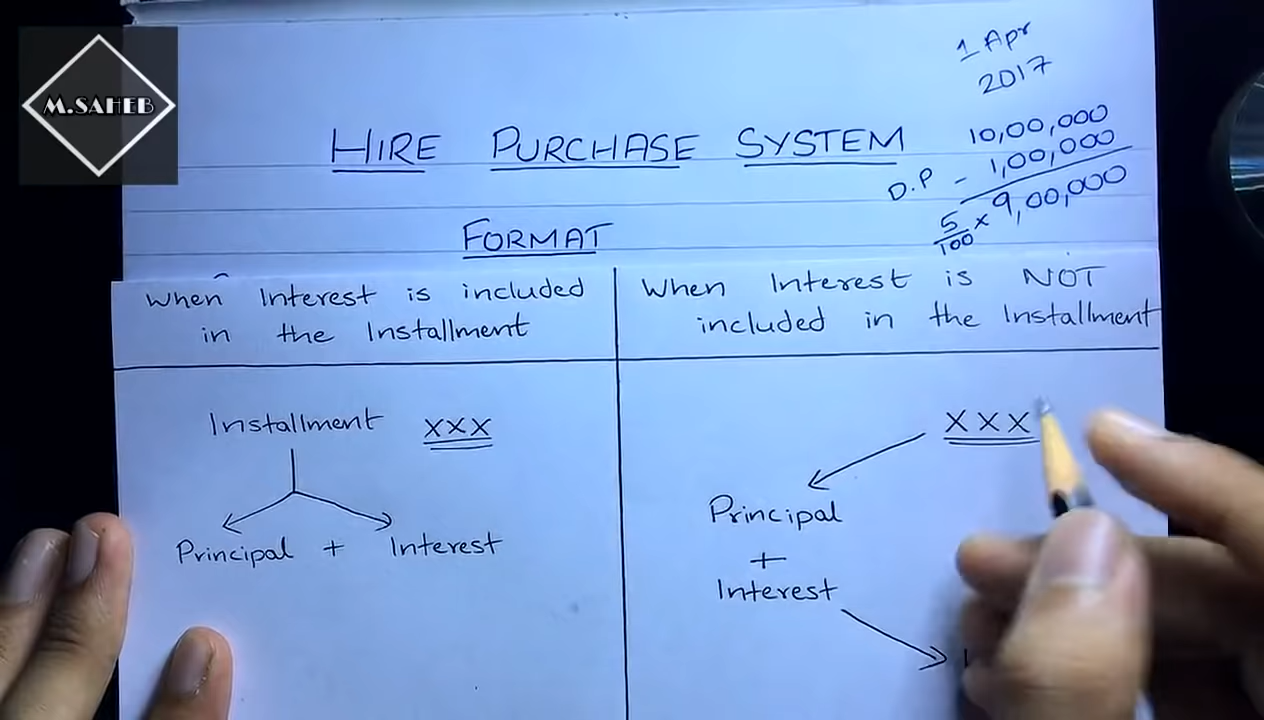 M.SAHEB
1 Apr
2017
HIRE PURCHASE SYSTEM
10,00,000
D.P - 1,00,000
5/100 × 9,00,000
FORMAT
When Interest is included
in the Installment
When Interest is NOT
included in the Installment
Installment XXX
Principal + Interest
XXX
Principal
+
Interest